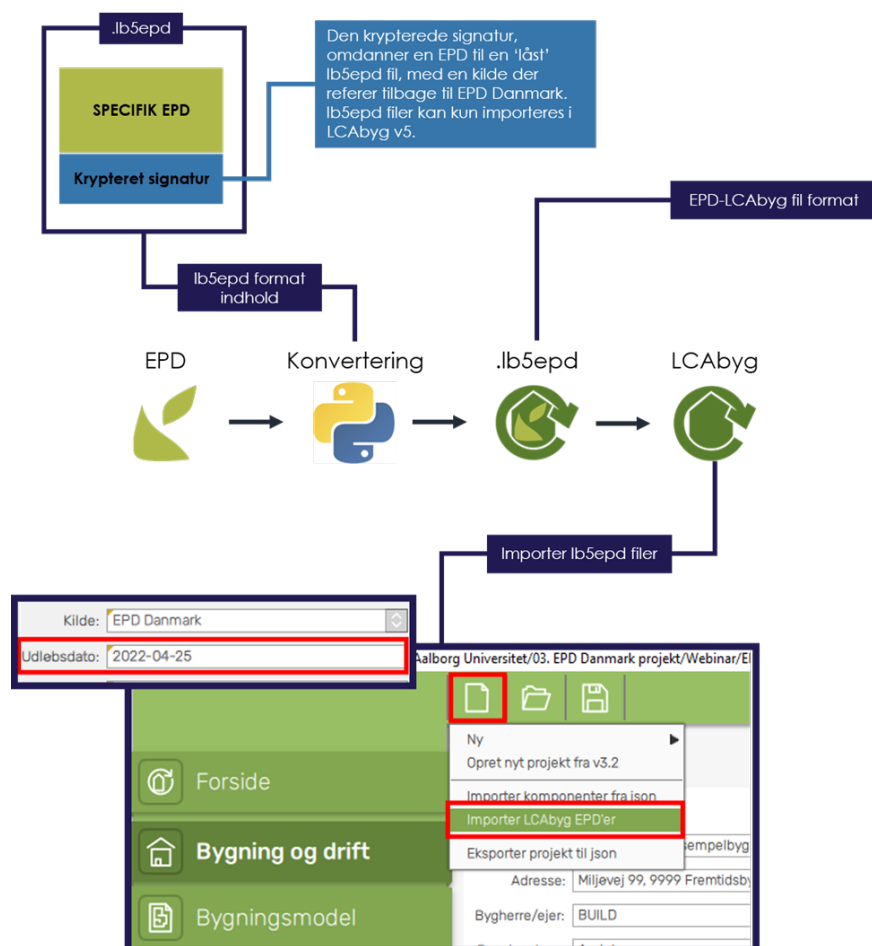 .lb5epd
SPECIFIK EPD
Krypteret signatur
Den krypterede signatur,
omdanner en EPD til en ‘låst’
lb5epd fil, med en kilde der
referer tilbage til EPD Danmark.
lb5epd filer kan kun importeres i
LCAbyg v5.
EPD-LCAbyg fil format
lb5epd format
indhold
EPD
Konvertering
.lb5epd
LCAbyg
Importer lb5epd filer
Kilde: EPD Danmark
Udløbsdato: 2022-04-25
Aalborg Universitet/03. EPD Danmark projekt/Webinar/
Ny
Opret nyt projekt fra v3.2
Importer komponenter fra json
Importer LCAbyg EPD'er
Eksporter projekt til json
Forside
Bygning og drift
Bygningsmodel
Adresse: Miljøvej 99, 9999 Fremtidsby
Bygherre/ejer: BUILD